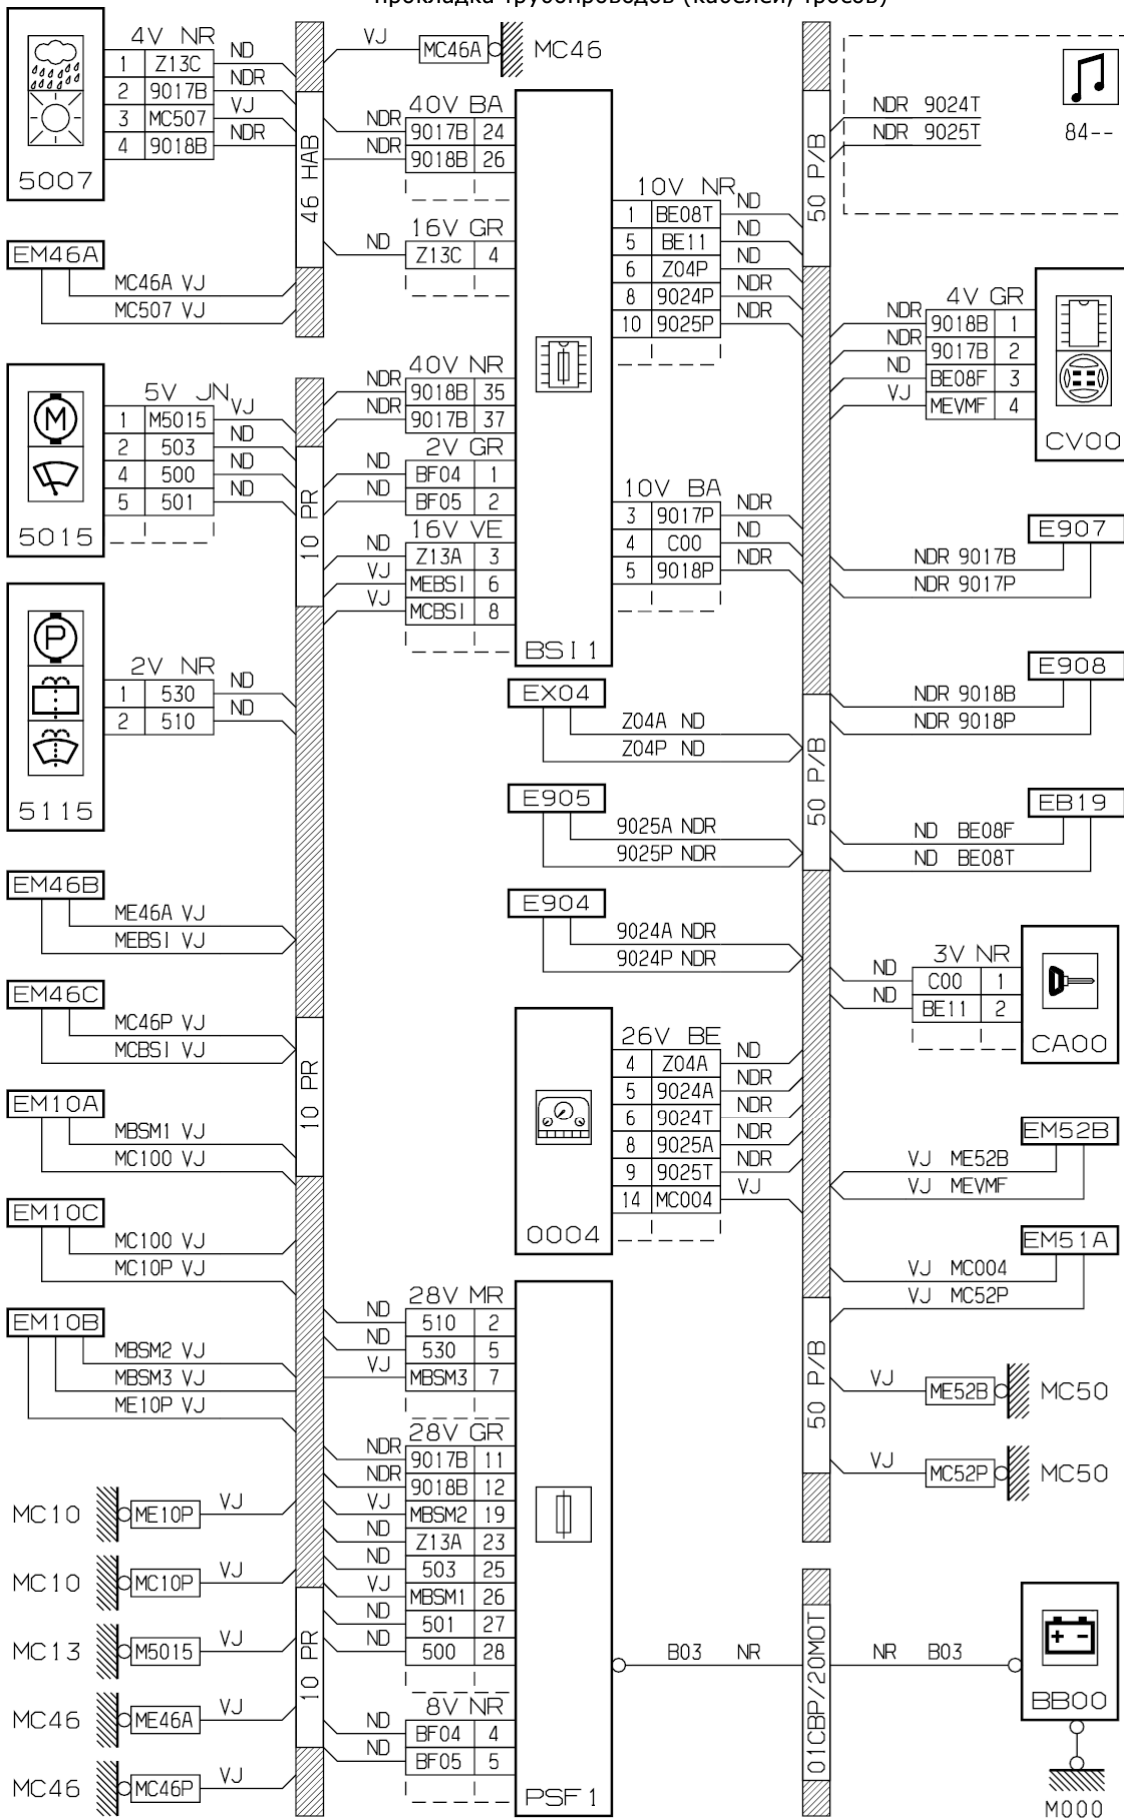 прокладка трубопроводов (кабелей, тросов)
4V NR
1 Z13C ND
2 9017B NDR
3 MC507 VJ
4 9018B NDR
5007
EM46A
MC46A VJ
MC507 VJ
46 HAB
VJ MC46A MC46
5V JN
1 M5015 VJ
2 503 ND
4 500 ND
5 501 ND
5015
M
10 PR
2V NR
1 530 ND
2 510 ND
5115
P
EM46B
ME46A VJ
MEBSI VJ
EM46C
MC46P VJ
MCBSI VJ
10 PR
EM10A
MBSM1 VJ
MC100 VJ
EM10C
MC100 VJ
MC10P VJ
EM10B
MBSM2 VJ
MBSM3 VJ
ME10P VJ
MC10 ME10P VJ
MC10 MC10P VJ
MC13 M5015 VJ
MC46 ME46A VJ
MC46 MC46P VJ
10 PR
40V BA
NDR 9017B 24
NDR 9018B 26
16V GR
ND Z13C 4
40V NR
NDR 9018B 35
NDR 9017B 37
2V GR
ND BF04 1
ND BF05 2
16V VE
ND Z13A 3
VJ MEBSI 6
VJ MCBSI 8
BSI1
10V NR
1 BE08T ND
5 BE11 ND
6 Z04P ND
8 9024P NDR
10 9025P NDR
10V BA
3 9017P NDR
4 C00 ND
5 9018P NDR
EX04
Z04A ND
Z04P ND
E905
9025A NDR
9025P NDR
E904
9024A NDR
9024P NDR
26V BE
4 Z04A ND
5 9024A NDR
6 9024T NDR
8 9025A NDR
9 9025T NDR
14 MC004 VJ
0004
28V MR
ND 510 2
ND 530 5
VJ MBSM3 7
28V GR
NDR 9017B 11
NDR 9018B 12
VJ MBSM2 19
ND Z13A 23
ND 503 25
VJ MBSM1 26
ND 501 27
ND 500 28
8V NR
ND BF04 4
ND BF05 5
PSF1
B03 NR
01CBP/20MOT
NR B03
BB00
+ -
M000
50 P/B
NDR 9024T
NDR 9025T
84--
4V GR
NDR 9018B 1
NDR 9017B 2
ND BE08F 3
VJ MEVMF 4
CV00
E907
NDR 9017B
NDR 9017P
E908
NDR 9018B
NDR 9018P
50 P/B
EB19
ND BE08F
ND BE08T
3V NR
ND C00 1
ND BE11 2
CA00
EM52B
VJ ME52B
VJ MEVMF
EM51A
VJ MC004
VJ MC52P
50 P/B
VJ ME52B MC50
VJ MC52P MC50